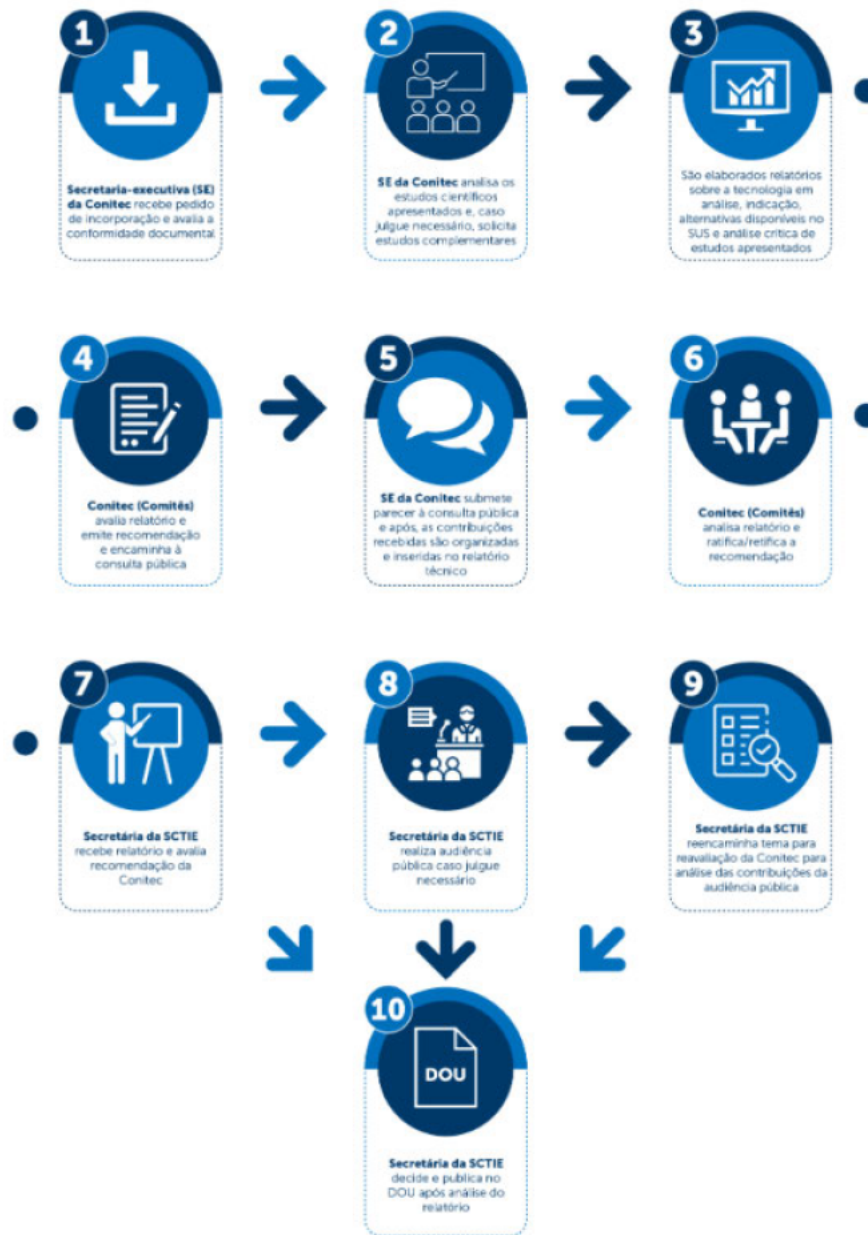 1
Secretaria-executiva (SE)
da Conitec recebe pedido
de incorporação e avalia a
conformidade documental
2
SE da Conitec analisa os
estudos científicos
apresentados e, caso
julgue necessário, solicita
estudos complementares
3
São elaborados relatórios
sobre a tecnologia em
análise, indicação,
alternativas disponíveis no
SUS e análise crítica de
estudos apresentados
4
Conitec (Comitês)
avalia relatório e
emite recomendação
e encaminha à
consulta pública
5
SE da Conitec submete
parecer à consulta pública
e após, as contribuições
recebidas são organizadas
e inseridas no relatório
técnico
6
Conitec (Comitês)
analisa relatório e
ratifica/retifica a
recomendação
7
Secretária da SCTIE
recebe relatório e avalia
recomendação da
Conitec
8
Secretária da SCTIE
realiza audiência
pública caso julgue
necessário
9
Secretária da SCTIE
reencaminha tema para
reavaliação da Conitec para
análise das contribuições da
audiência pública
10
DOU
Secretária da SCTIE
decide e publica no
DOU após análise do
relatório